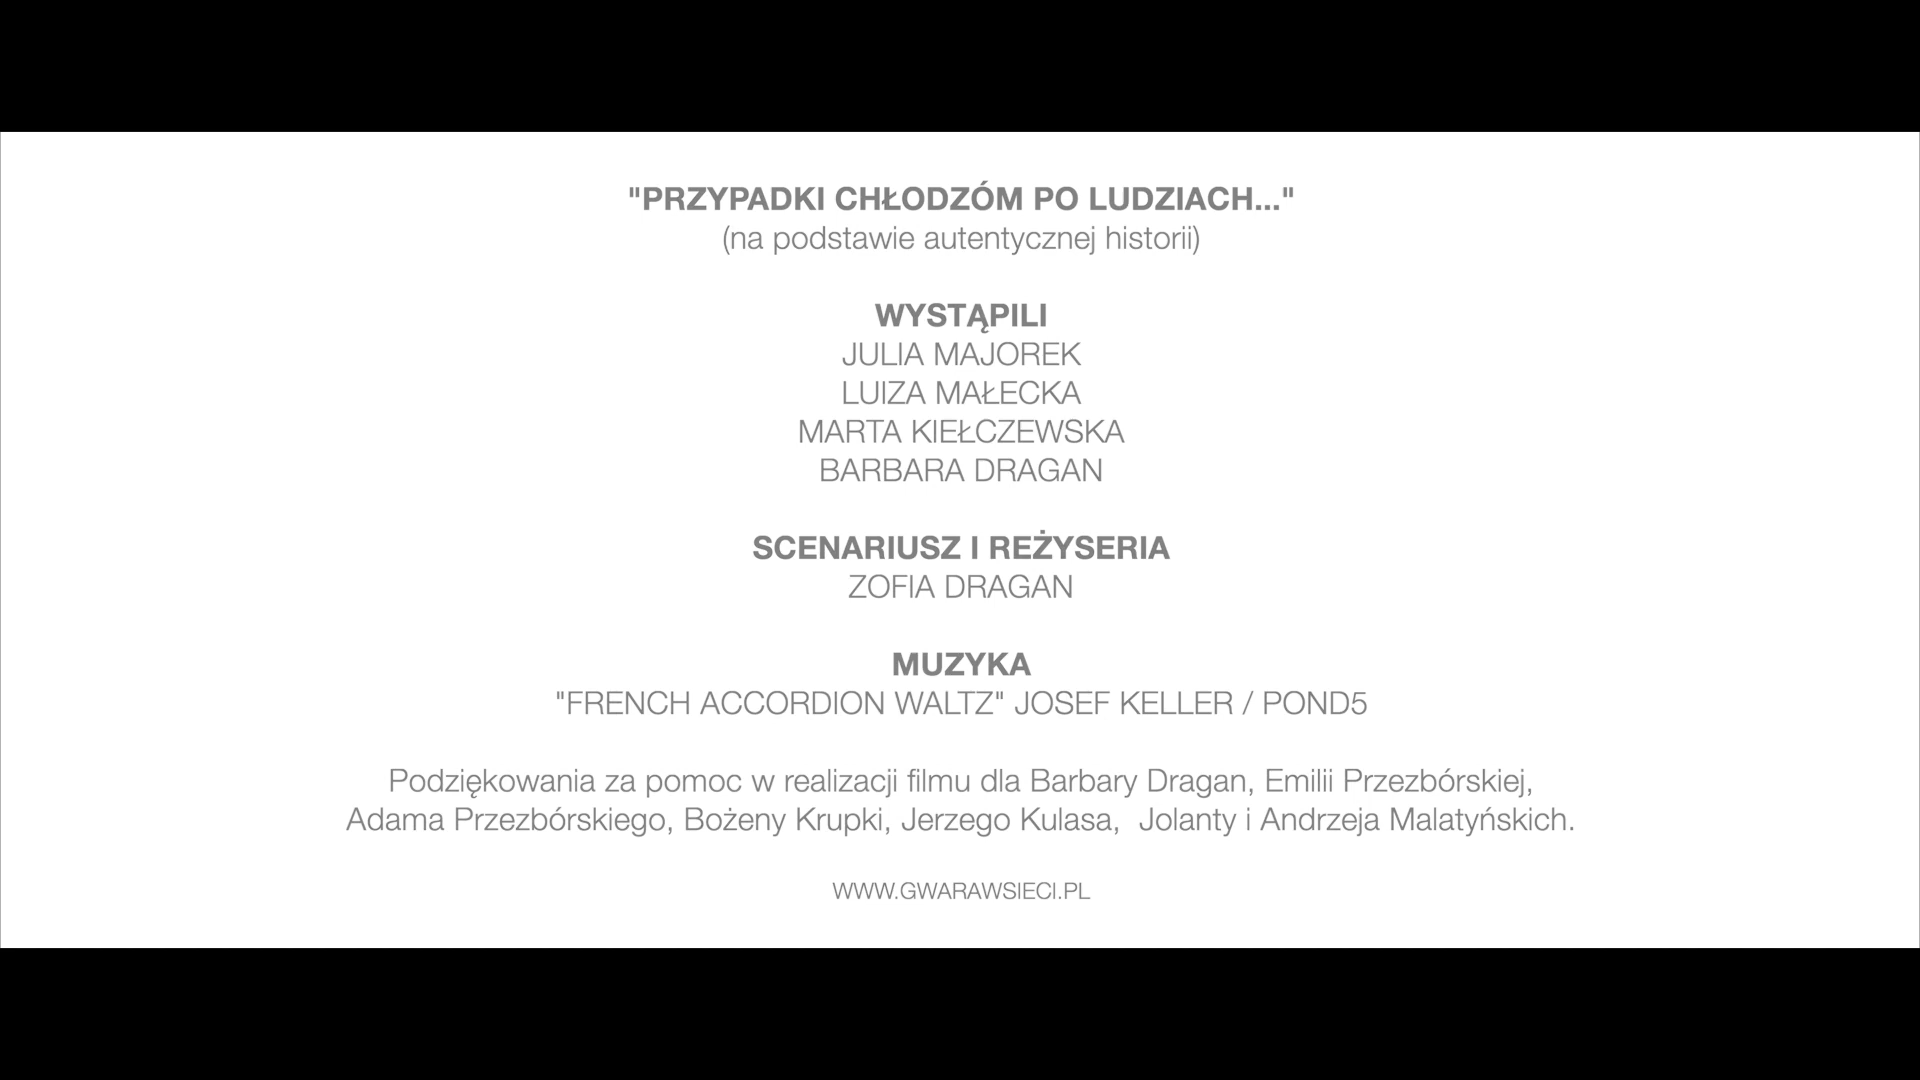 "PRZYPADKI CHŁODZÓM PO LUDZIACH..."
(na podstawie autentycznej historii)
WYSTĄPILI
JULIA MAJOREK
LUIZA MAŁECKA
MARTA KIEŁCZEWSKA
BARBARA DRAGAN
SCENARIUSZ I REŻYSERIA
ZOFIA DRAGAN
MUZYKA
"FRENCH ACCORDION WALTZ" JOSEF KELLER / POND5
Podziękowania za pomoc w realizacji filmu dla Barbary Dragan, Emilii Przezbórskiej,
Adama Przezbórskiego, Bożeny Krupki, Jerzego Kulasa, Jolanty i Andrzeja Malatyńskich.
WWW.GWARAWSIECI.PL